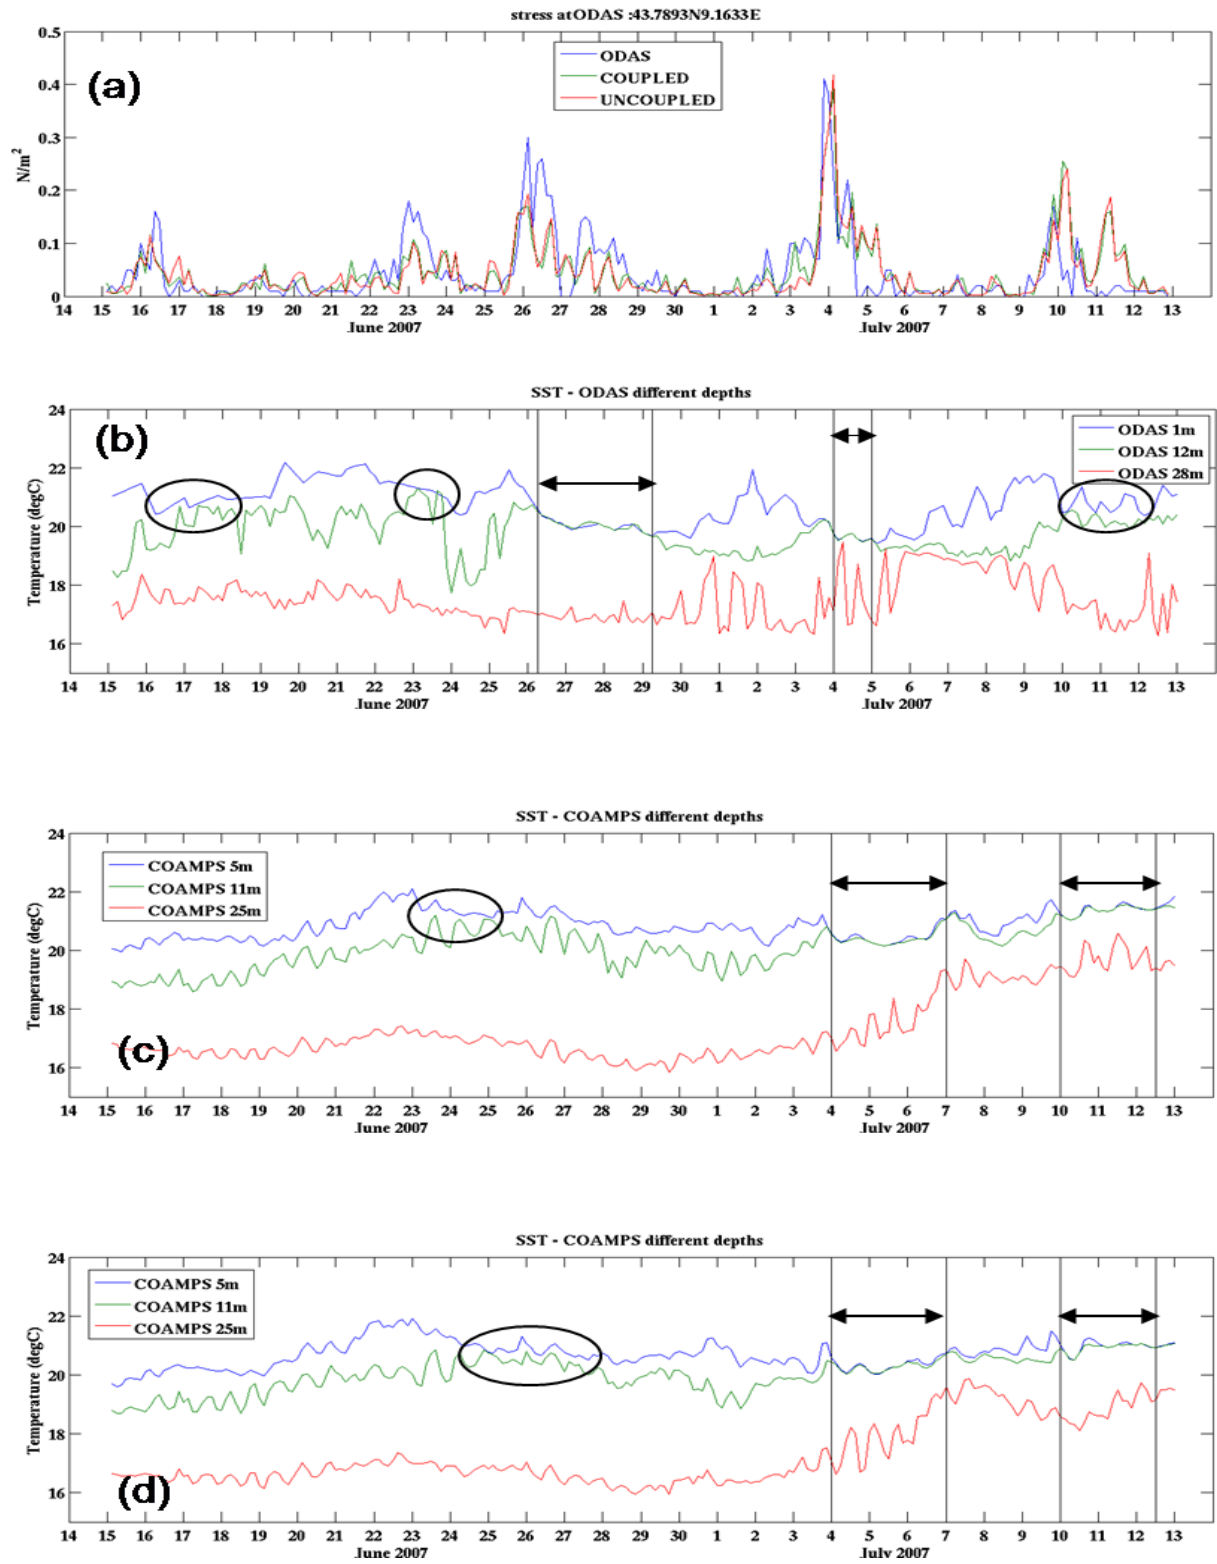 stress atODAS :43.7893N9.1633E
(a)
ODAS
COUPLED
UNCOUPLED
N/m2
0.5
0.4
0.3
0.2
0.1
0
14 15 16 17 18 19 20 21 22 23 24 25 26 27 28 29 30 1 2 3 4 5 6 7 8 9 10 11 12 13
June 2007 July 2007
SST - ODAS different depths
(b)
ODAS 1m
ODAS 12m
ODAS 28m
Temperature (degC)
24
22
20
18
16
14 15 16 17 18 19 20 21 22 23 24 25 26 27 28 29 30 1 2 3 4 5 6 7 8 9 10 11 12 13
June 2007 July 2007
SST - COAMPS different depths
COAMPS 5m
COAMPS 11m
COAMPS 25m
(c)
Temperature (degC)
24
22
20
18
16
14 15 16 17 18 19 20 21 22 23 24 25 26 27 28 29 30 1 2 3 4 5 6 7 8 9 10 11 12 13
June 2007 July 2007
SST - COAMPS different depths
COAMPS 5m
COAMPS 11m
COAMPS 25m
(d)
Temperature (degC)
24
22
20
18
16
14 15 16 17 18 19 20 21 22 23 24 25 26 27 28 29 30 1 2 3 4 5 6 7 8 9 10 11 12 13
June 2007 July 2007